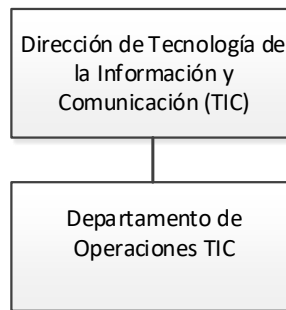 Dirección de Tecnología de
la Información y
Comunicación (TIC)
Departamento de
Operaciones TIC